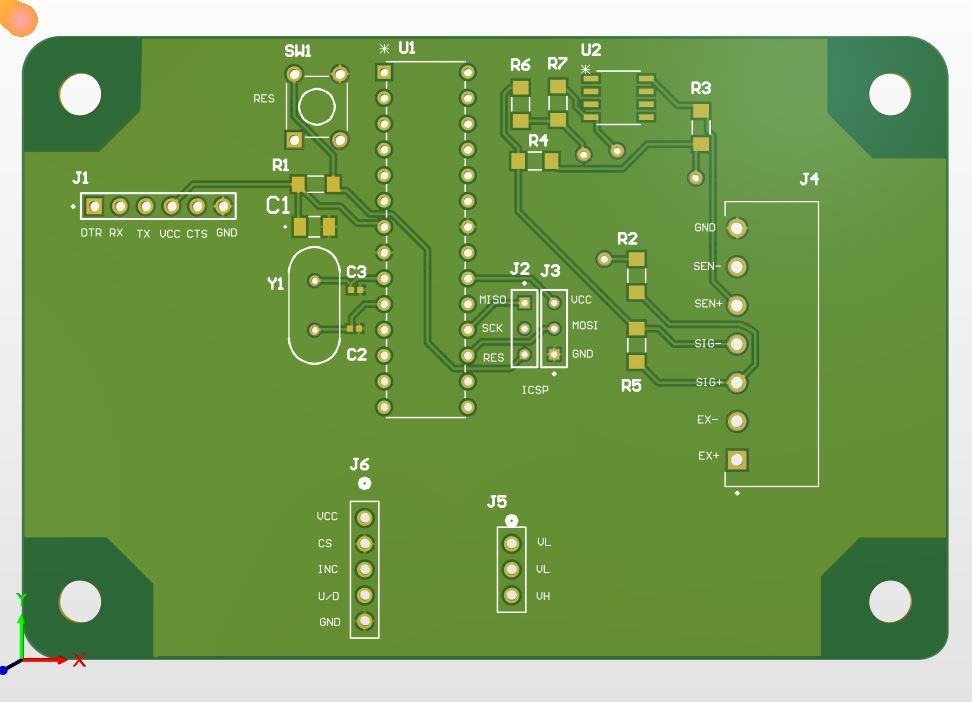 SW1
U1
U2
RES
R6
R7
R3
R4
R1
J1
J4
C1
DTR RX TX VCC CTS GND
GND
R2
SEN-
Y1
C3
J2
J3
MISO
VCC
SEN+
SCK
MOSI
SIG-
C2
RES
GND
R5
SIG+
ICSP
EX-
EX+
J6
J5
VCC
CS
VL
INC
VL
U/D
VH
GND
Y
X